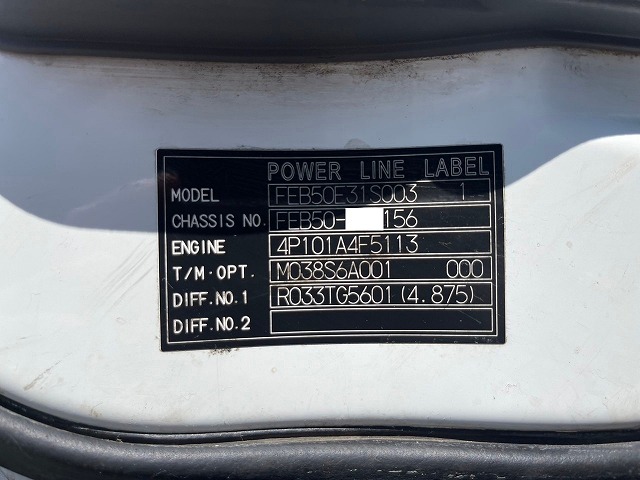 POWER LINE LABEL
MODEL FEB50E31S003 1
CHASSIS NO. FEB50- 156
ENGINE 4P101A4F5113
T/M.OPT. M038S6A001 000
DIFF.NO.1 R033TG5601(4.875)
DIFF.NO.2